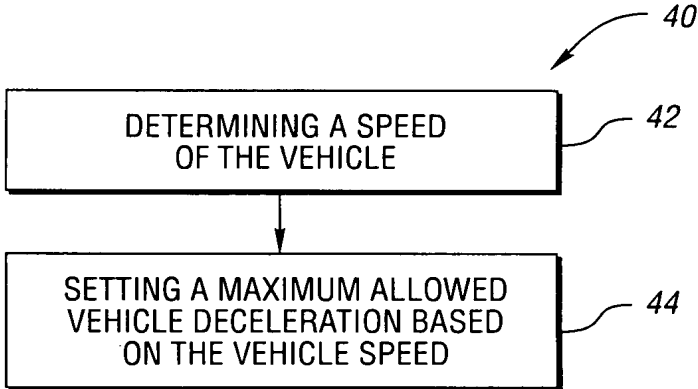 40
DETERMINING A SPEED
OF THE VEHICLE
42
SETTING A MAXIMUM ALLOWED
VEHICLE DECELERATION BASED
ON THE VEHICLE SPEED
44